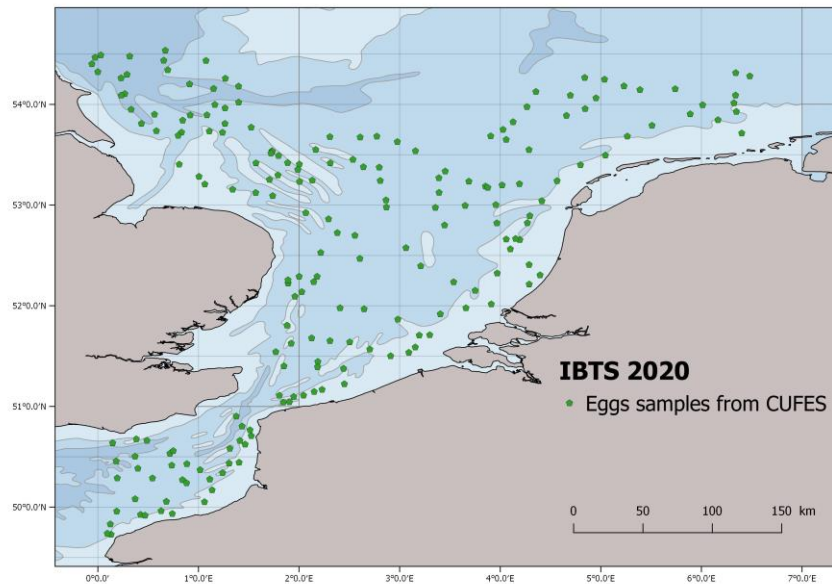 54°0.0'N
53°0.0'N
52°0.0'N
51°0.0'N
50°0.0'N
IBTS 2020
Eggs samples from CUFES
0 50 100 150 km
0°0.0'E 1°0.0'E 2°0.0'E 3°0.0'E 4°0.0'E 5°0.0'E 6°0.0'E 7°0.0'E